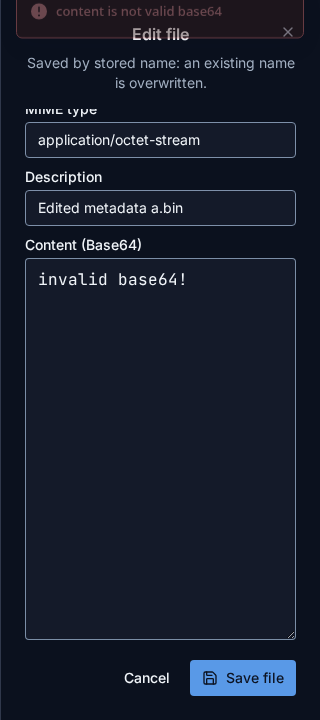 content is not valid base64
Edit file
Saved by stored name: an existing name
is overwritten.
MIME type
application/octet-stream
Description
Edited metadata a.bin
Content (Base64)
invalid base64!
Cancel
Save file